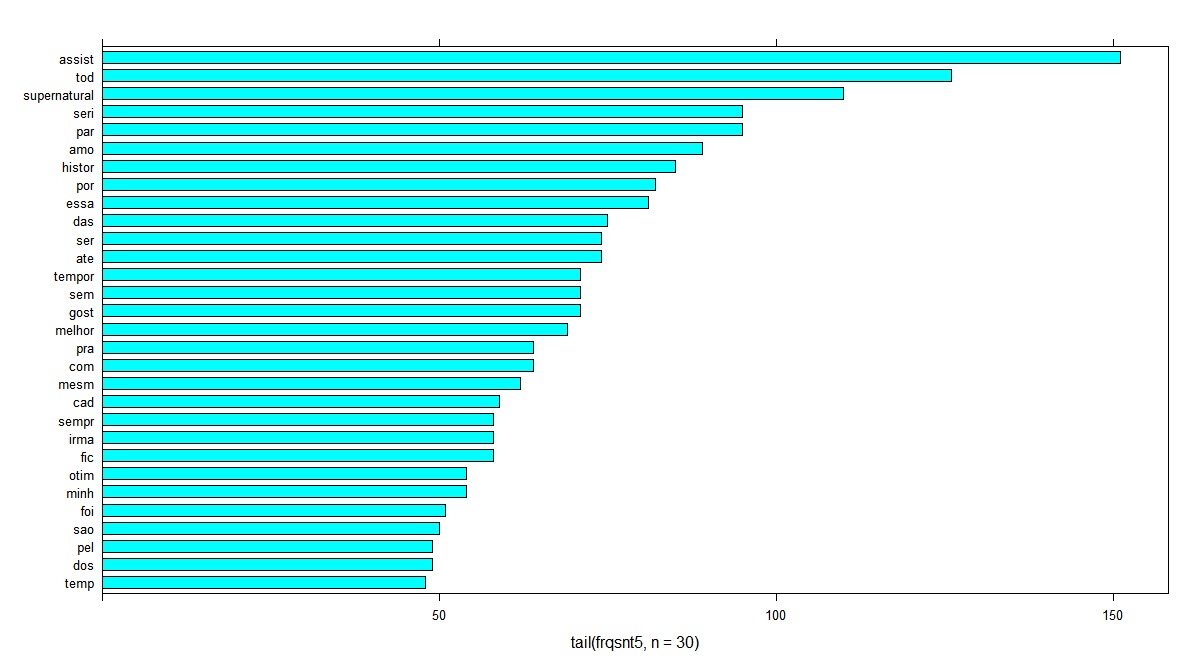 assist
tod
supernatural
seri
par
amo
histor
por
essa
das
ser
ate
tempor
sem
gost
melhor
pra
com
mesm
cad
sempr
irma
fic
otim
minh
foi
sao
pel
dos
temp
50 100 150
tail(frqsnt5, n = 30)